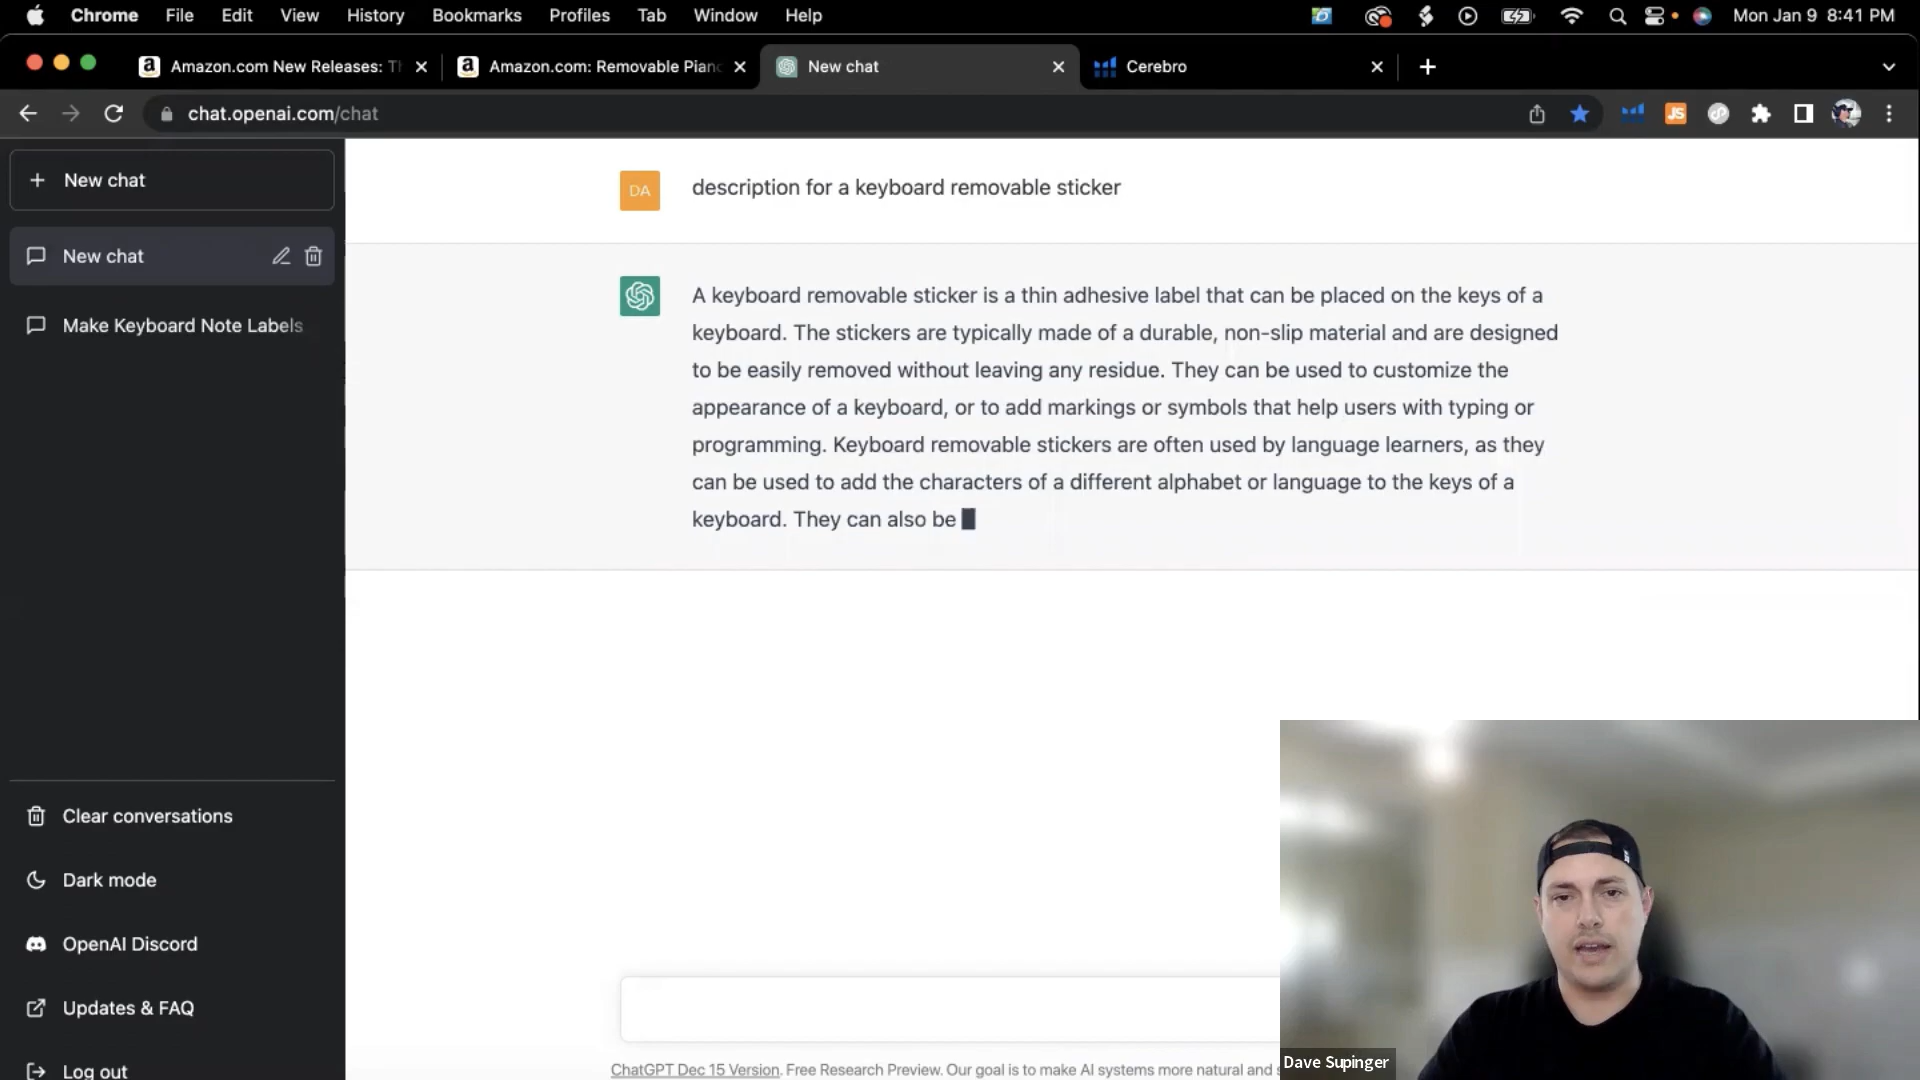 Chrome File Edit View History Bookmarks Profiles Tab Window Help Mon Jan 9 8:41 PM
Amazon.com New Releases: Amazon.com: Removable Pian New chat Cerebro
chat.openai.com/chat
JS
New chat
New chat
Make Keyboard Note Labels
DA
description for a keyboard removable sticker
A keyboard removable sticker is a thin adhesive label that can be placed on the keys of a
keyboard. The stickers are typically made of a durable, non-slip material and are designed
to be easily removed without leaving any residue. They can be used to customize the
appearance of a keyboard, or to add markings or symbols that help users with typing or
programming. Keyboard removable stickers are often used by language learners, as they
can be used to add the characters of a different alphabet or language to the keys of a
keyboard. They can also be
Clear conversations
Dark mode
OpenAI Discord
Updates & FAQ
Log out
ChatGPT Dec 15 Version. Free Research Preview. Our goal is to make AI systems more natural and
Dave Supinger